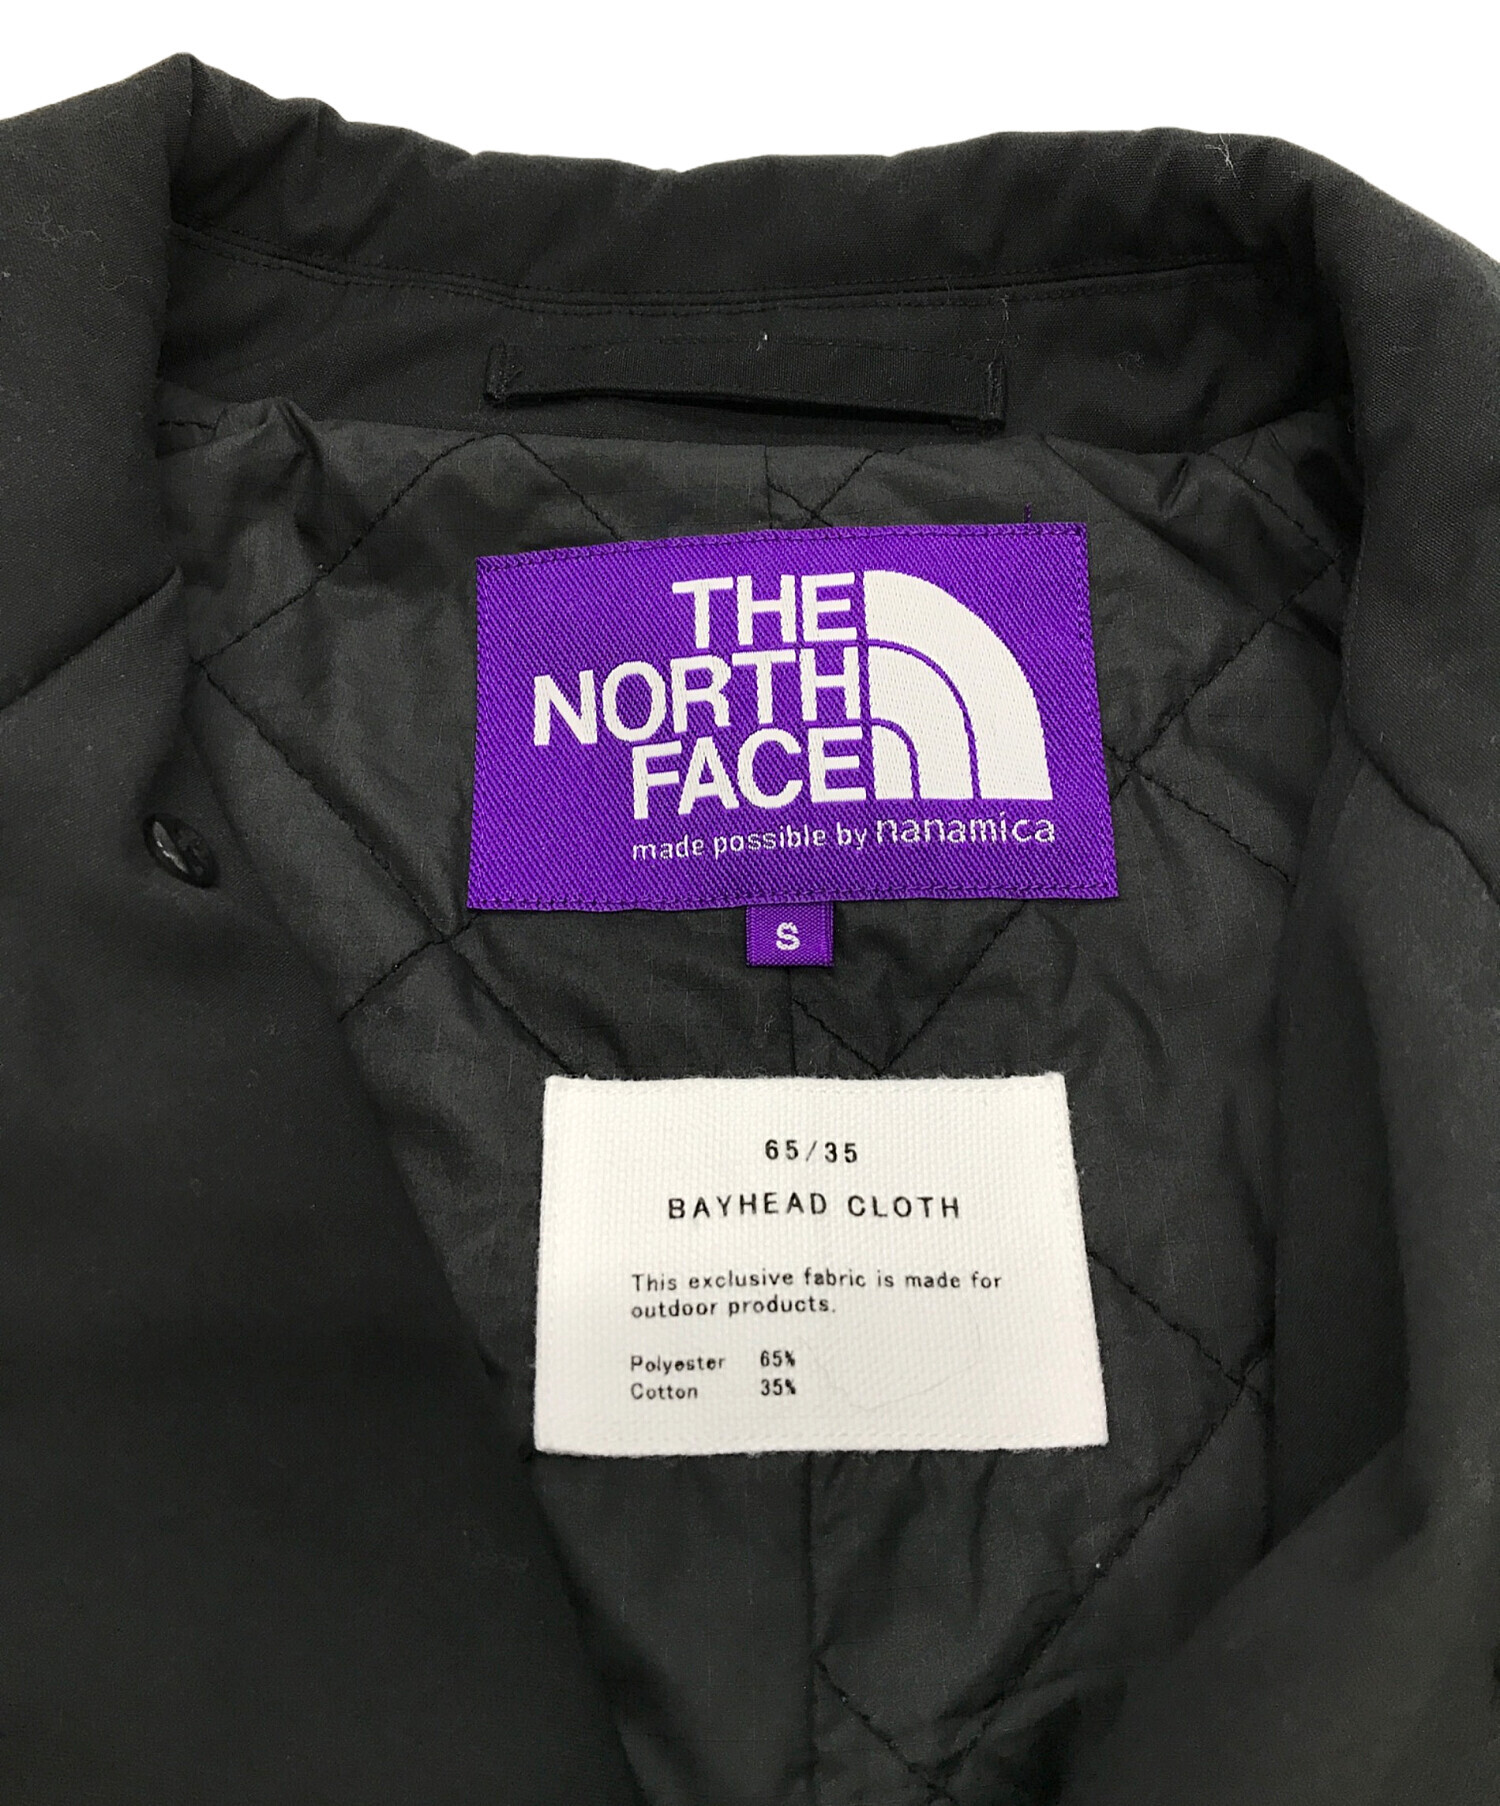 THE
NORTH
FACE
made possible by nanamica
S
65/35
BAYHEAD CLOTH
This exclusive fabric is made for
outdoor products.
Polyester 65%
Cotton 35%